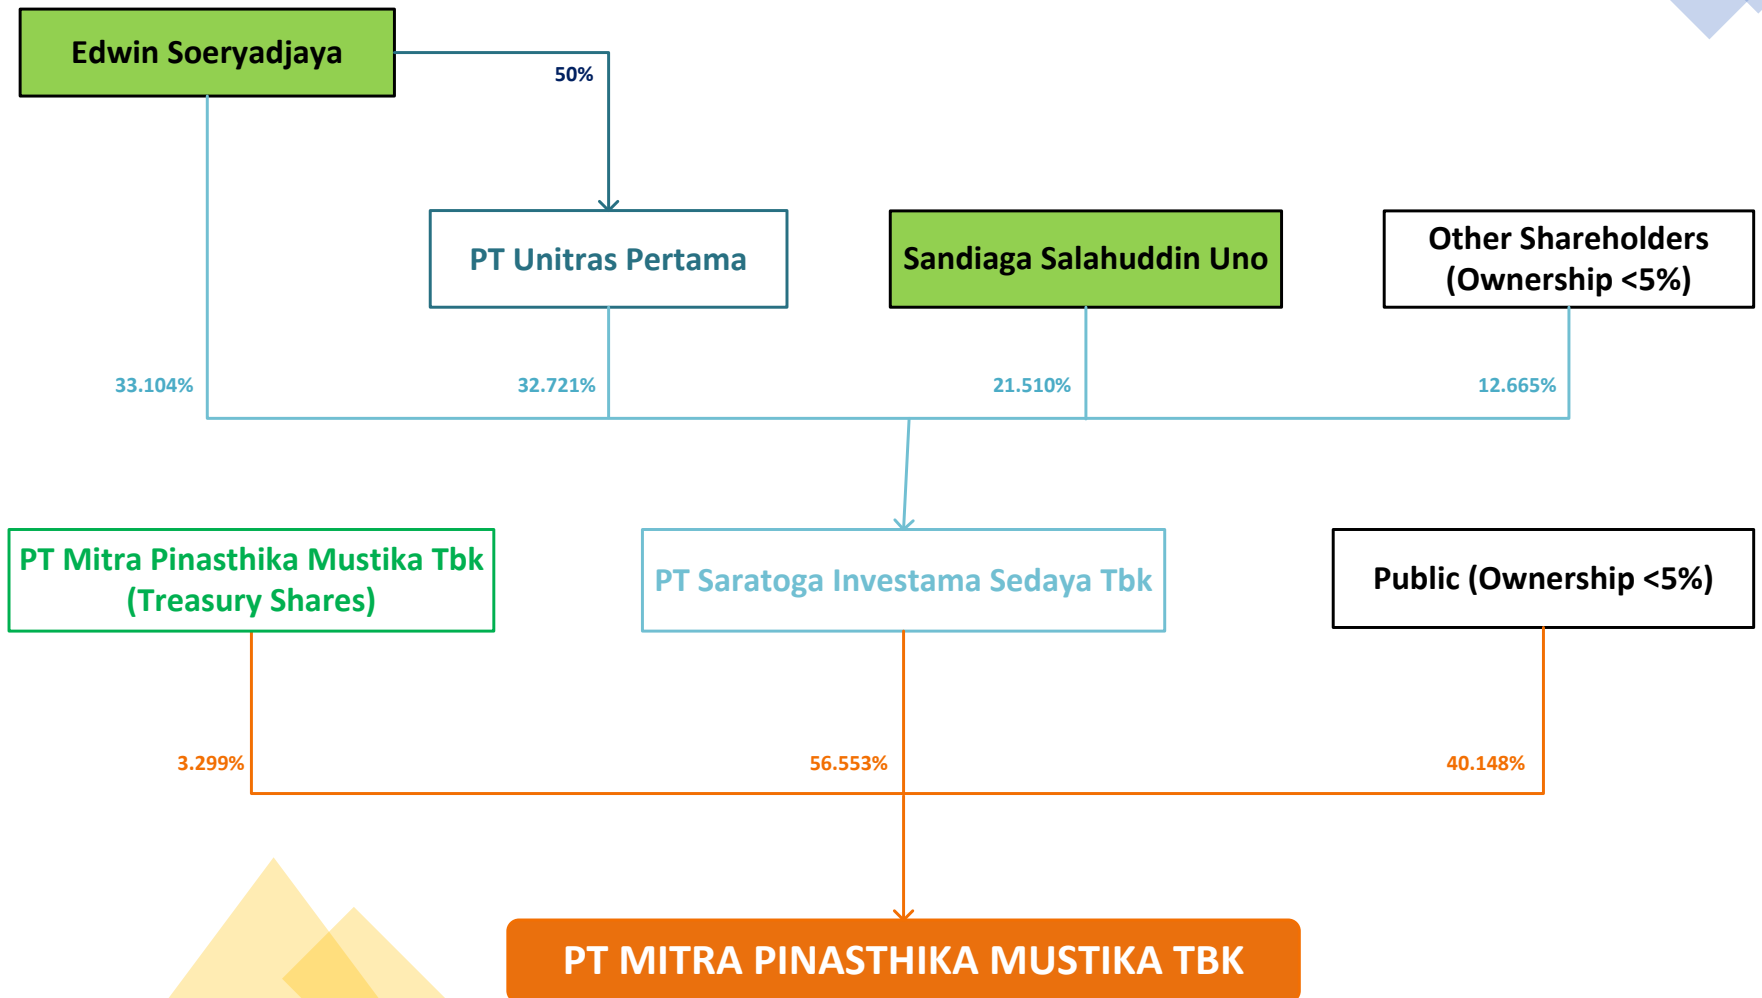 Edwin Soeryadjaya
50%
PT Unitras Pertama
Sandiaga Salahuddin Uno
Other Shareholders
(Ownership <5%)
33.104%
32.721%
21.510%
12.665%
PT Mitra Pinasthika Mustika Tbk
(Treasury Shares)
PT Saratoga Investama Sedaya Tbk
Public (Ownership <5%)
3.299%
56.553%
40.148%
PT MITRA PINASTHIKA MUSTIKA TBK